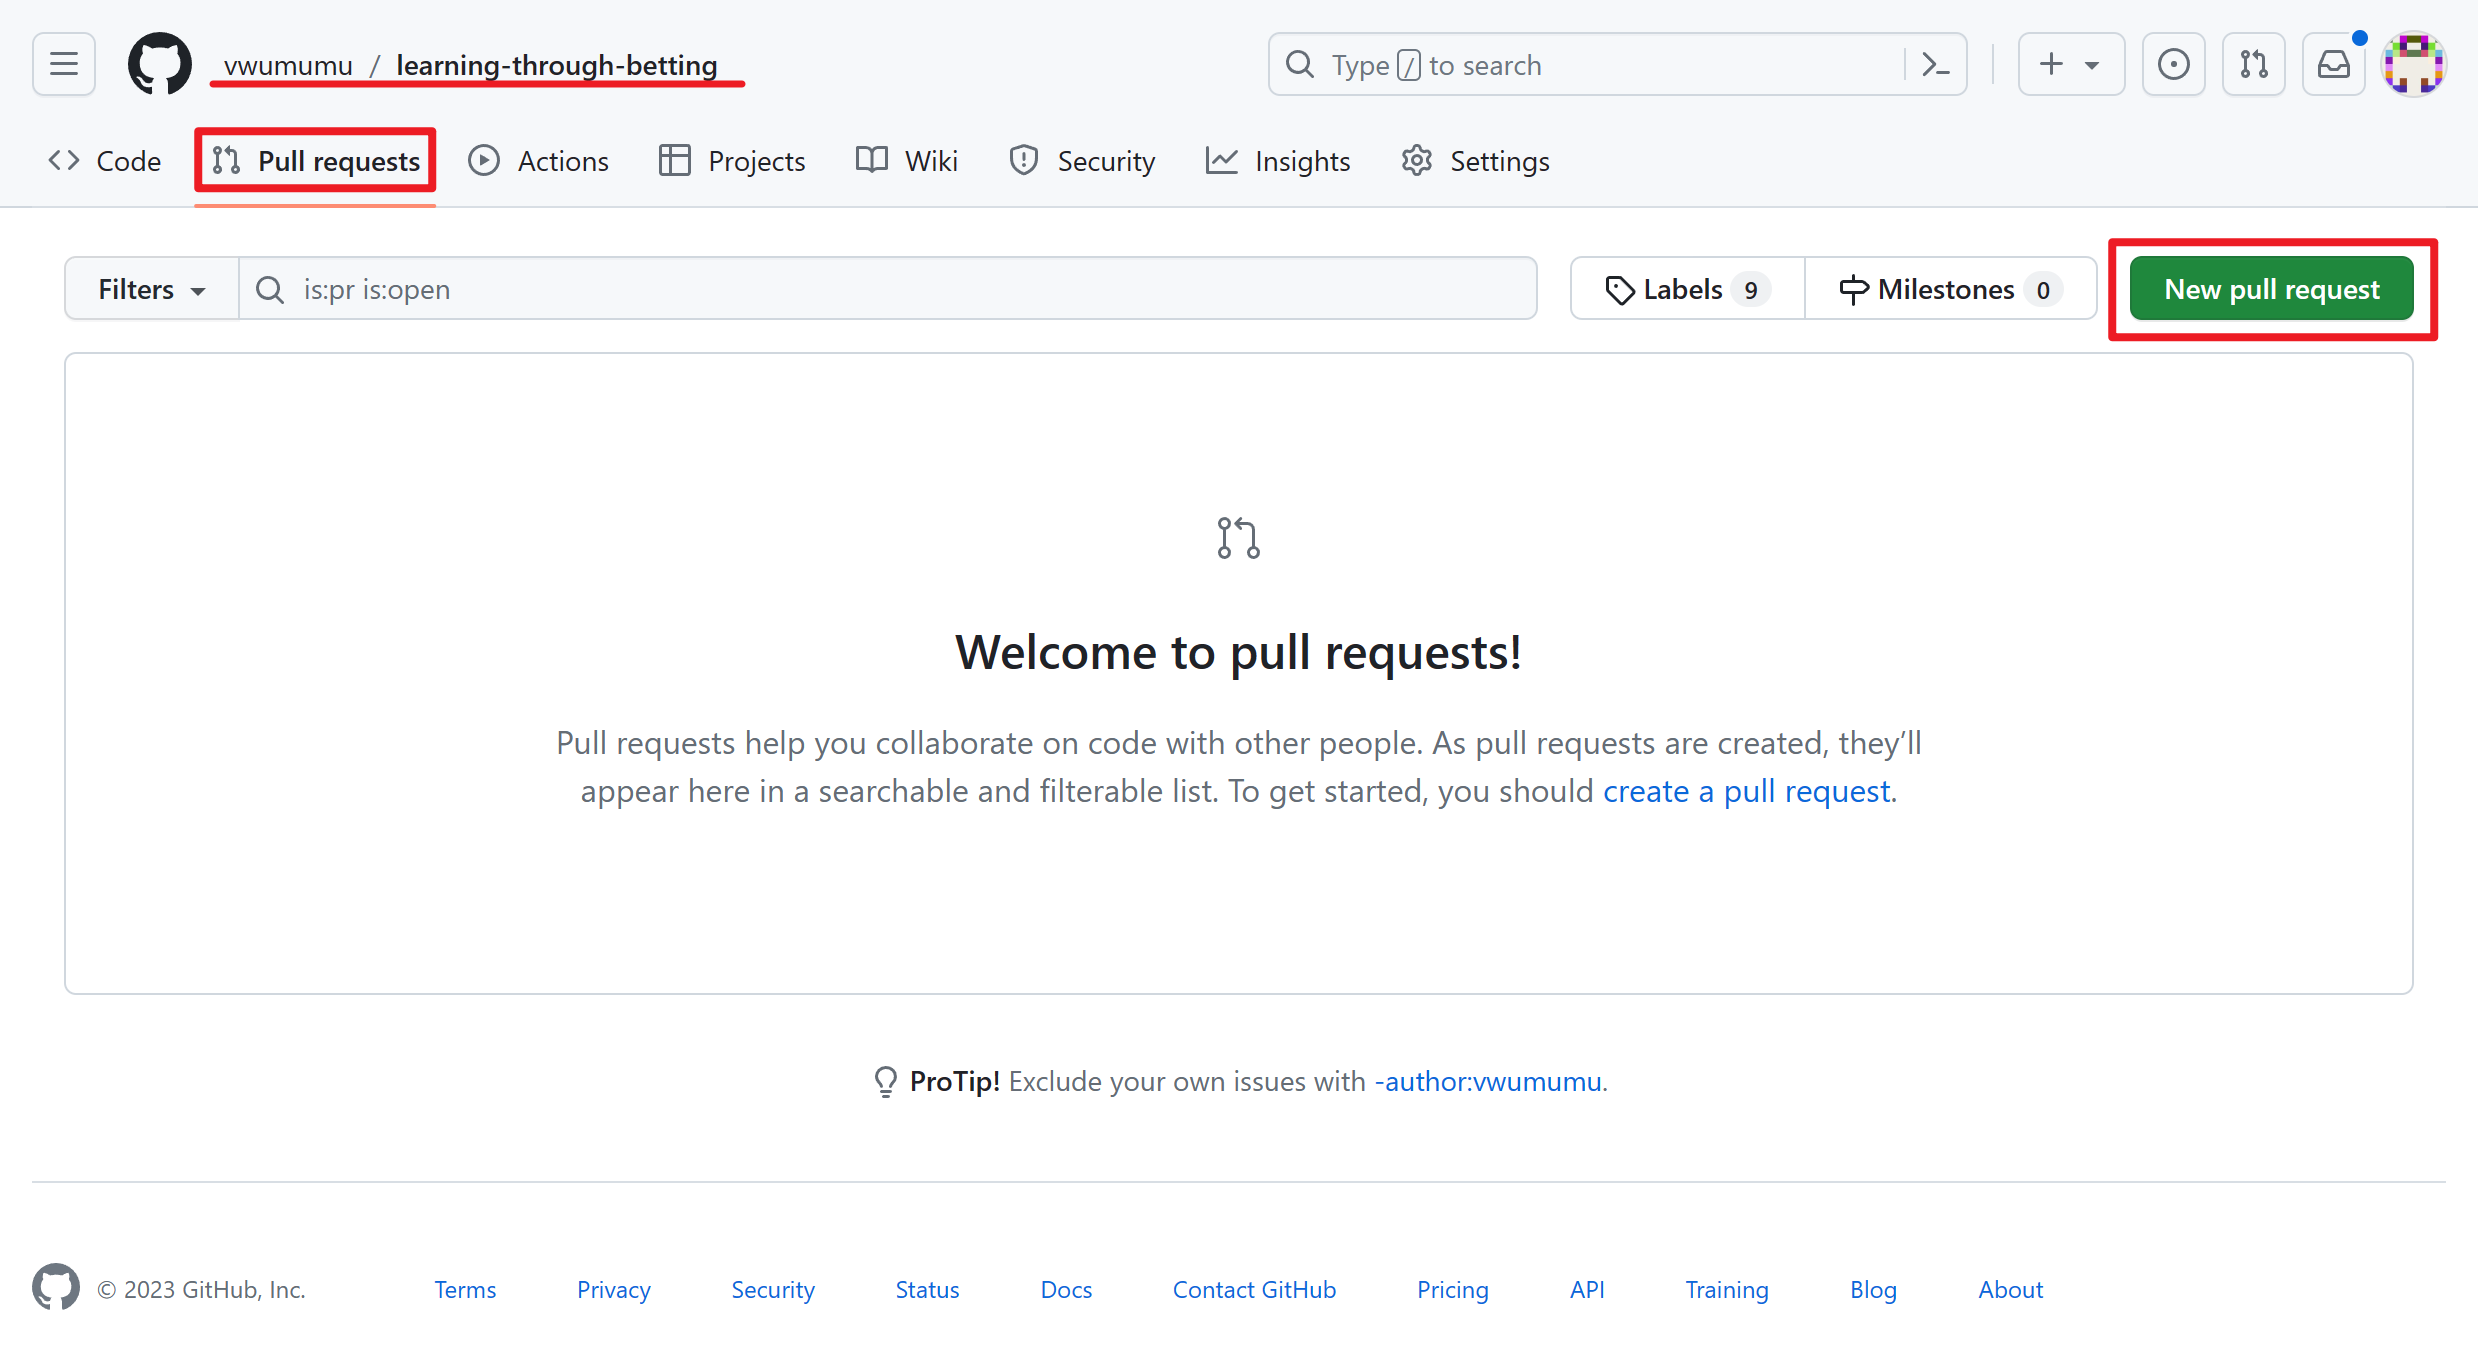 vwumumu / learning-through-betting
Type / to search
Code Pull requests Actions Projects Wiki Security Insights Settings
Filters is:pr is:open Labels 9 Milestones 0 New pull request
Welcome to pull requests!
Pull requests help you collaborate on code with other people. As pull requests are created, they’ll
appear here in a searchable and filterable list. To get started, you should create a pull request.
ProTip! Exclude your own issues with -author:vwumumu.
© 2023 GitHub, Inc. Terms Privacy Security Status Docs Contact GitHub Pricing API Training Blog About